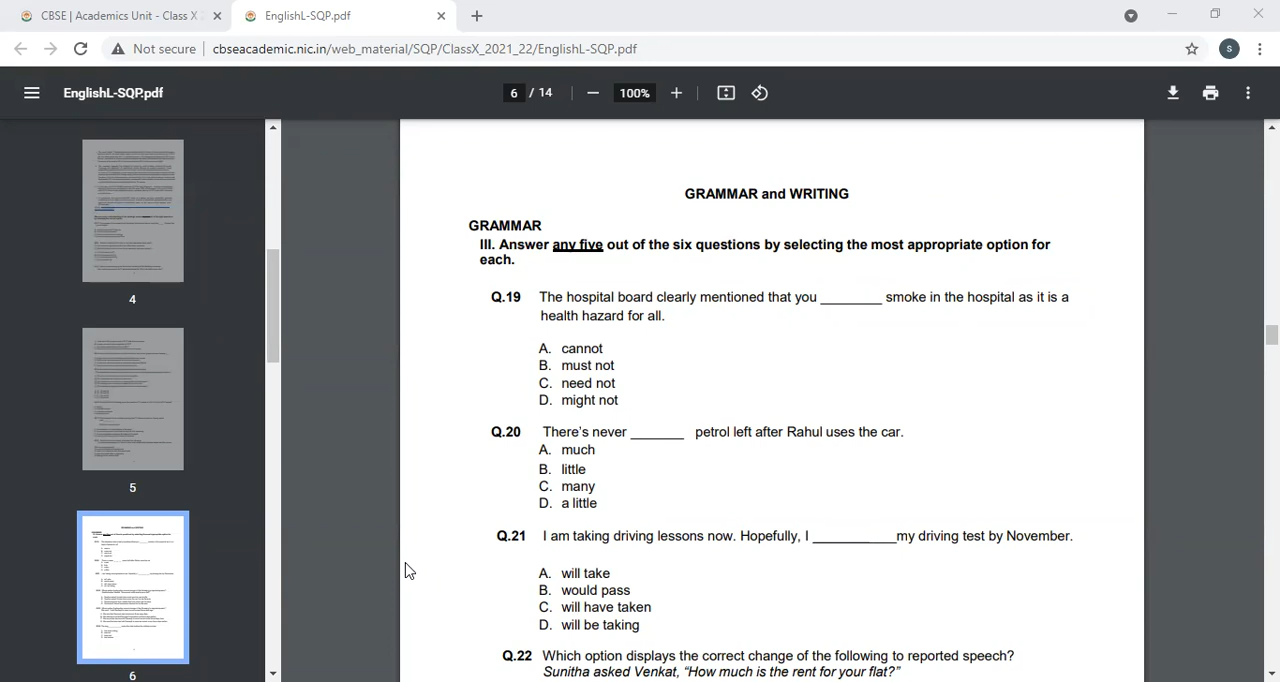 CBSE | Academics Unit - Class X
EnglishL-SQP.pdf
Not secure | cbseacademic.nic.in/web_material/SQP/ClassX_2021_22/EnglishL-SQP.pdf
S
EnglishL-SQP.pdf
6 / 14
100%
4
5
6
GRAMMAR and WRITING
GRAMMAR
III. Answer any five out of the six questions by selecting the most appropriate option for
each.
Q.19 The hospital board clearly mentioned that you ________ smoke in the hospital as it is a
health hazard for all.
A. cannot
B. must not
C. need not
D. might not
Q.20 There's never _______ petrol left after Rahul uses the car.
A. much
B. little
C. many
D. a little
Q.21 I am taking driving lessons now. Hopefully, I ___________my driving test by November.
A. will take
B. would pass
C. will have taken
D. will be taking
Q.22 Which option displays the correct change of the following to reported speech?
Sunitha asked Venkat, "How much is the rent for your flat?"